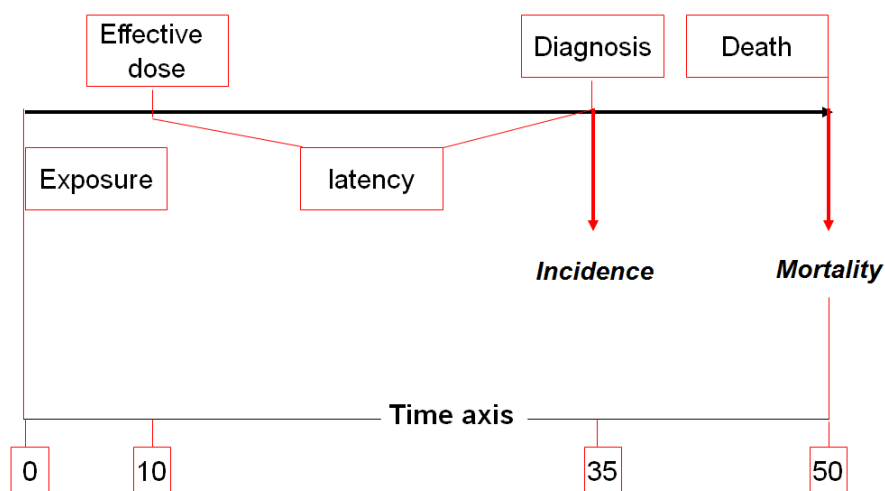 Effective
dose
Diagnosis
Death
Exposure
latency
Incidence
Mortality
Time axis
0
10
35
50